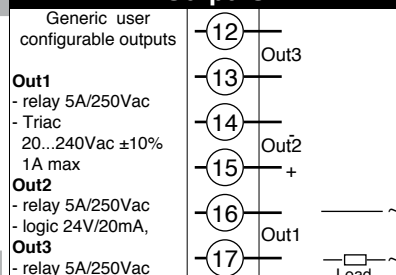 Generic user
configurable outputs
Out1
- relay 5A/250Vac
- Triac
20...240Vac ±10%
1A max
Out2
- relay 5A/250Vac
- logic 24V/20mA,
Out3
- relay 5A/250Vac
12
13
14
15
16
17
Out3
-
Out2
+
Out1
~
~
Load